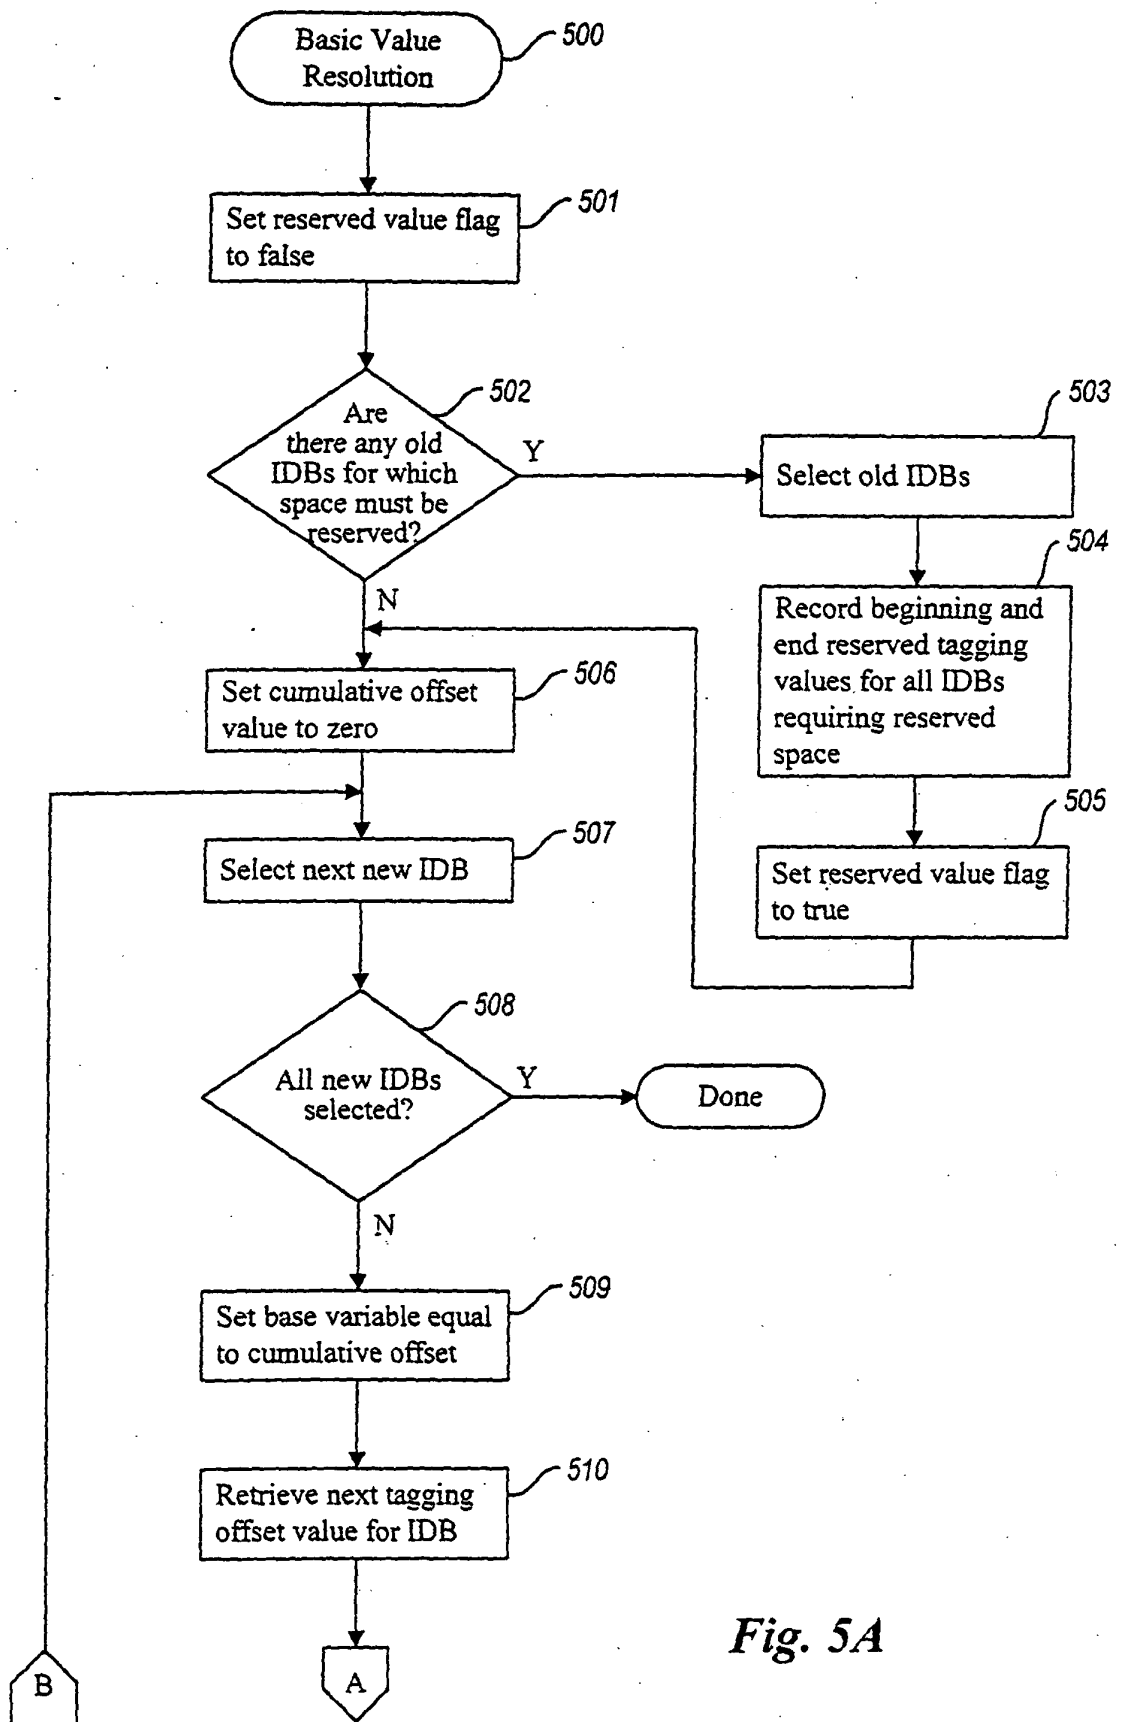 Basic Value
Resolution
500
Set reserved value flag
to false
501
Are
there any old
IDBs for which
space must be
reserved?
502
Y
N
Select old IDBs
503
Record beginning and
end reserved tagging
values for all IDBs
requiring reserved
space
504
Set reserved value flag
to true
505
Set cumulative offset
value to zero
506
Select next new IDB
507
All new IDBs
selected?
508
Y
Done
N
Set base variable equal
to cumulative offset
509
Retrieve next tagging
offset value for IDB
510
B
A
Fig. 5A